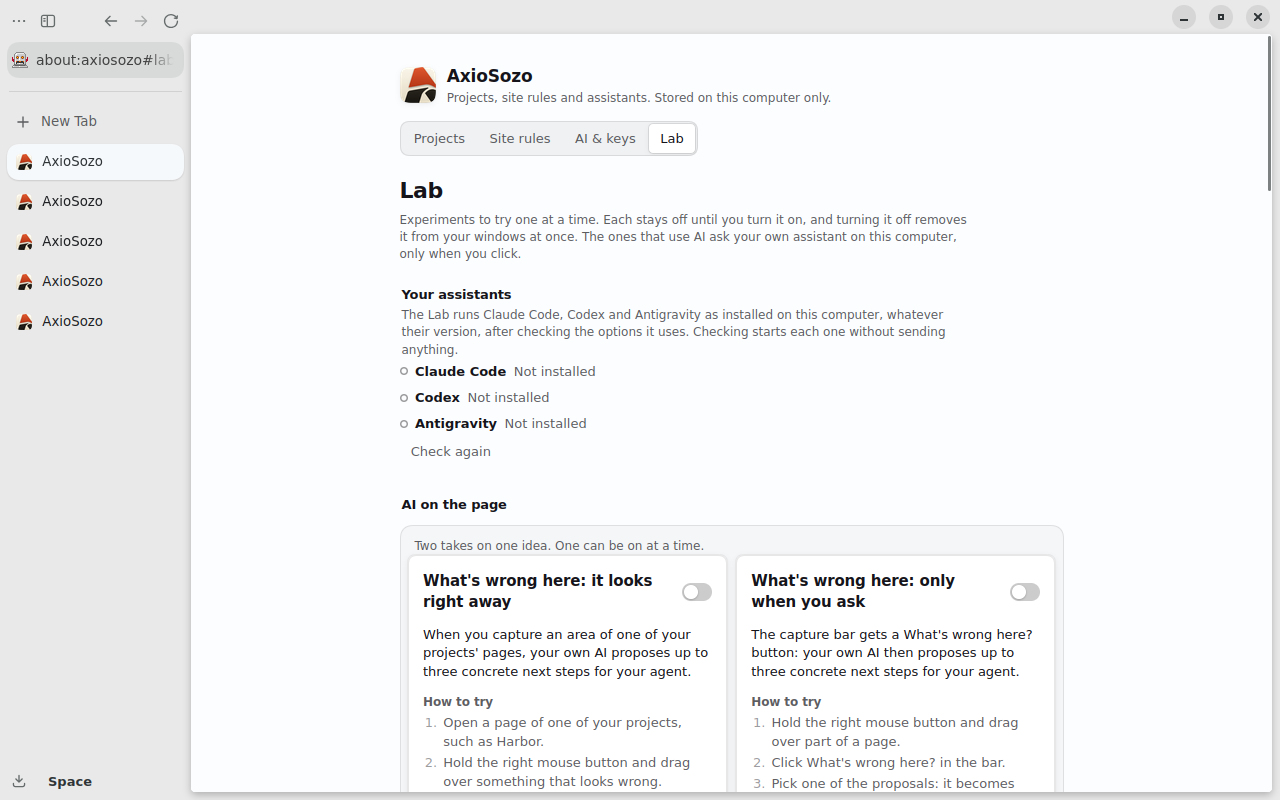 about:axiosozo#lab
New Tab
AxioSozo
AxioSozo
AxioSozo
AxioSozo
AxioSozo
Space
AxioSozo
Projects, site rules and assistants. Stored on this computer only.
Projects
Site rules
AI & keys
Lab
Lab
Experiments to try one at a time. Each stays off until you turn it on, and turning it off removes
it from your windows at once. The ones that use AI ask your own assistant on this computer,
only when you click.
Your assistants
The Lab runs Claude Code, Codex and Antigravity as installed on this computer, whatever
their version, after checking the options it uses. Checking starts each one without sending
anything.
Claude Code Not installed
Codex Not installed
Antigravity Not installed
Check again
AI on the page
Two takes on one idea. One can be on at a time.
What's wrong here: it looks
right away
When you capture an area of one of your
projects' pages, your own AI proposes up to
three concrete next steps for your agent.
How to try
1. Open a page of one of your projects,
such as Harbor.
2. Hold the right mouse button and drag
over something that looks wrong.
What's wrong here: only
when you ask
The capture bar gets a What's wrong here?
button: your own AI then proposes up to
three concrete next steps for your agent.
How to try
1. Hold the right mouse button and drag
over part of a page.
2. Click What's wrong here? in the bar.
3. Pick one of the proposals: it becomes